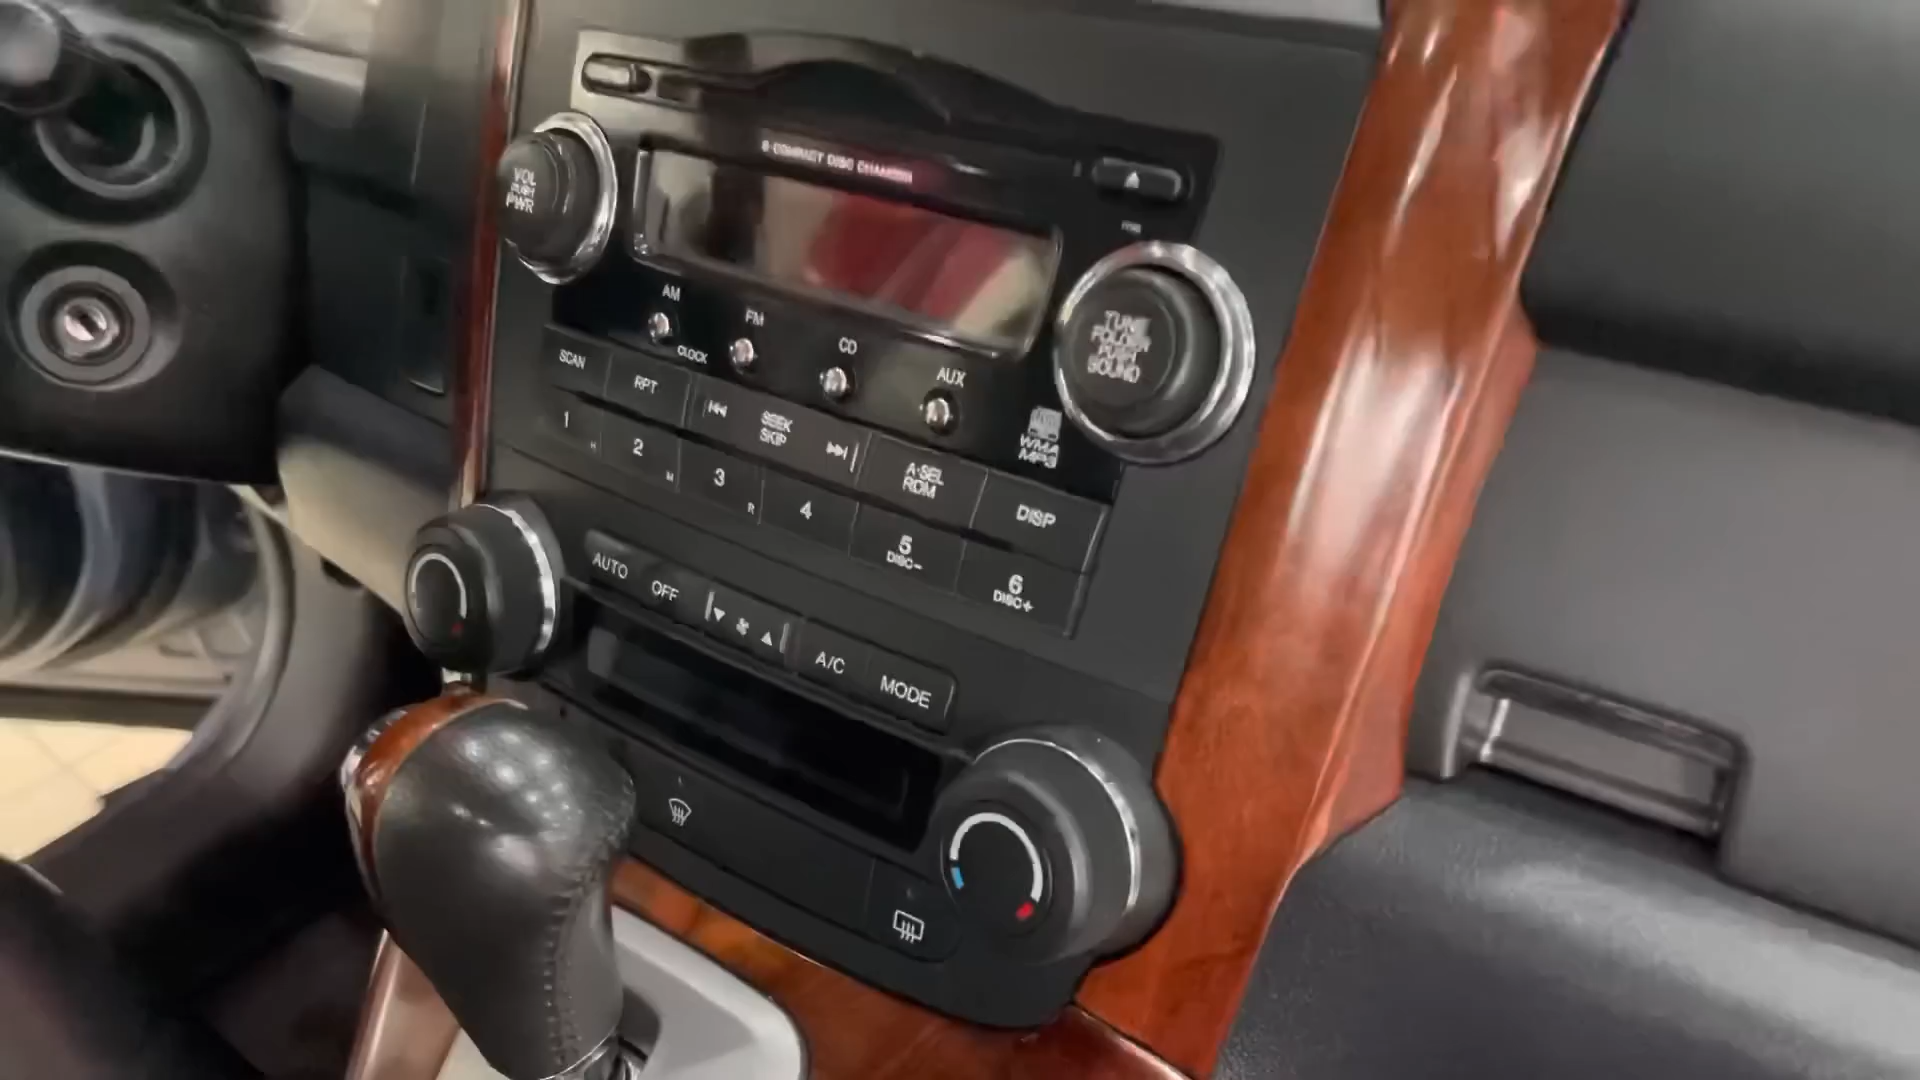 6-COMPACT DISC CHANGER
VOL
PUSH
PWR
AM
FM
CD
AUX
CLOCK
TUNE
FOLDER
PUSH
SOUND
WMA
MP3
SCAN
RPT
SEEK
SKIP
A·SEL
RDM
DISP
1
2
3
R
4
5
DISC-
6
DISC+
AUTO
OFF
A/C
MODE